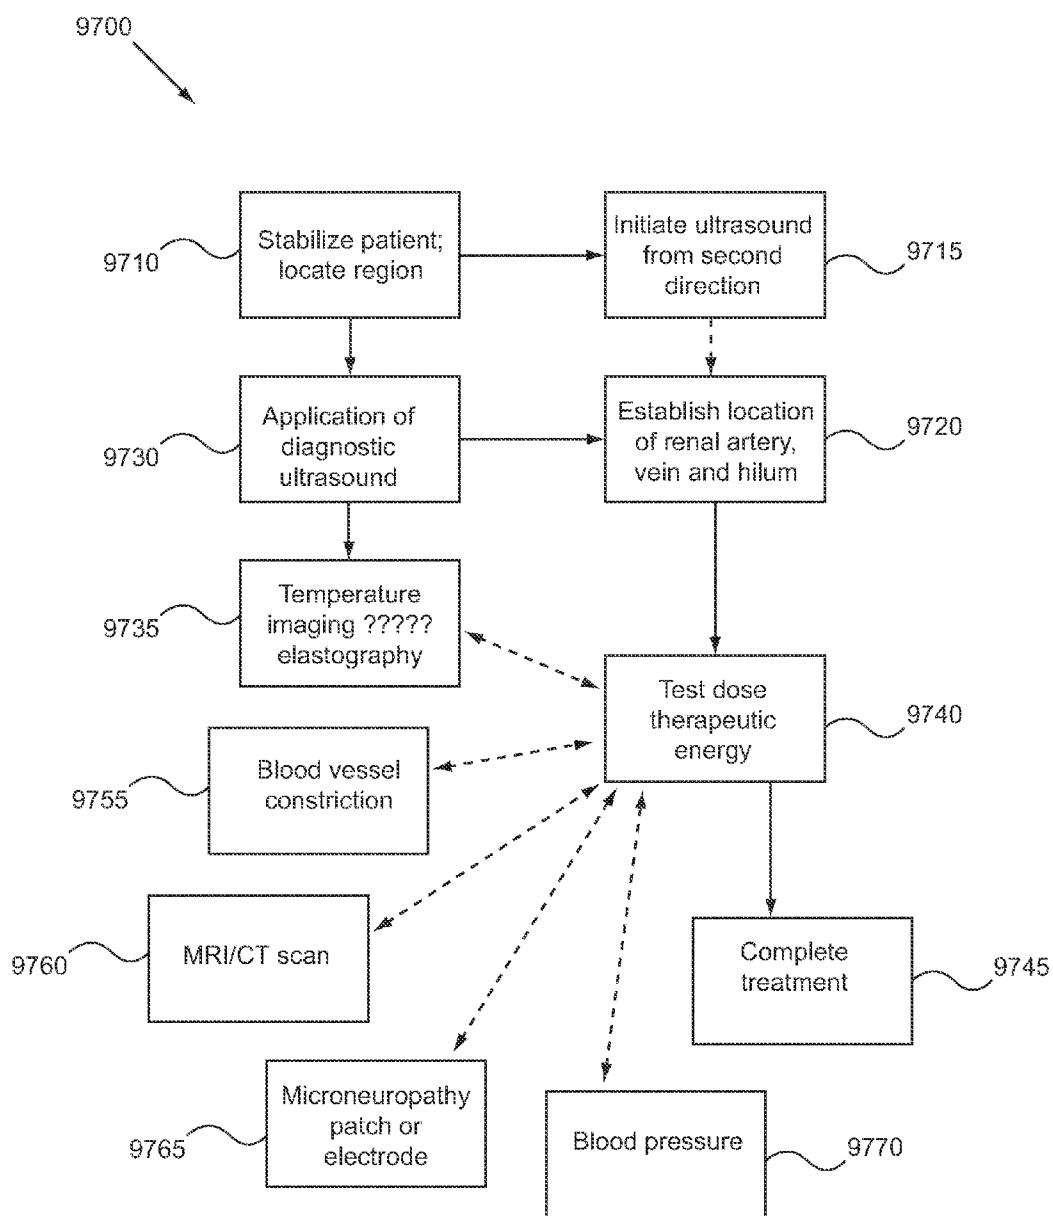 9700
9710
Stabilize patient;
locate region
Initiate ultrasound
from second
direction
9715
9730
Application of
diagnostic
ultrasound
Establish location
of renal artery,
vein and hilum
9720
9735
Temperature
imaging ?????
elastography
Test dose
therapeutic
energy
9740
9755
Blood vessel
constriction
9760
MRI/CT scan
Complete
treatment
9745
9765
Microneuropathy
patch or
electrode
Blood pressure
9770